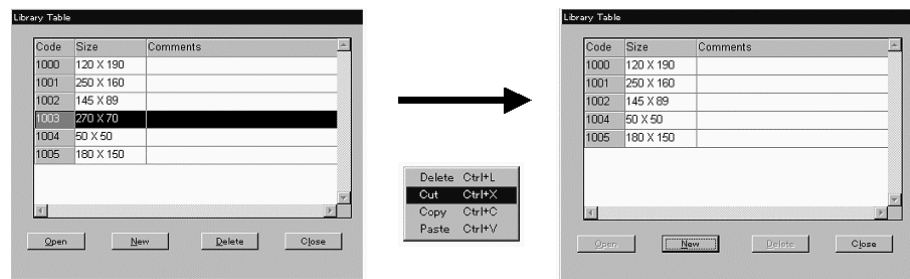 Library Table
Code Size Comments
1000 120 X 190
1001 250 X 160
1002 145 X 89
1003 270 X 70
1004 50 X 50
1005 180 X 150
Open New Delete Close
Delete Ctrl+L
Cut Ctrl+X
Copy Ctrl+C
Paste Ctrl+V
Library Table
Code Size Comments
1000 120 X 190
1001 250 X 160
1002 145 X 89
1004 50 X 50
1005 180 X 150
Open New Delete Close